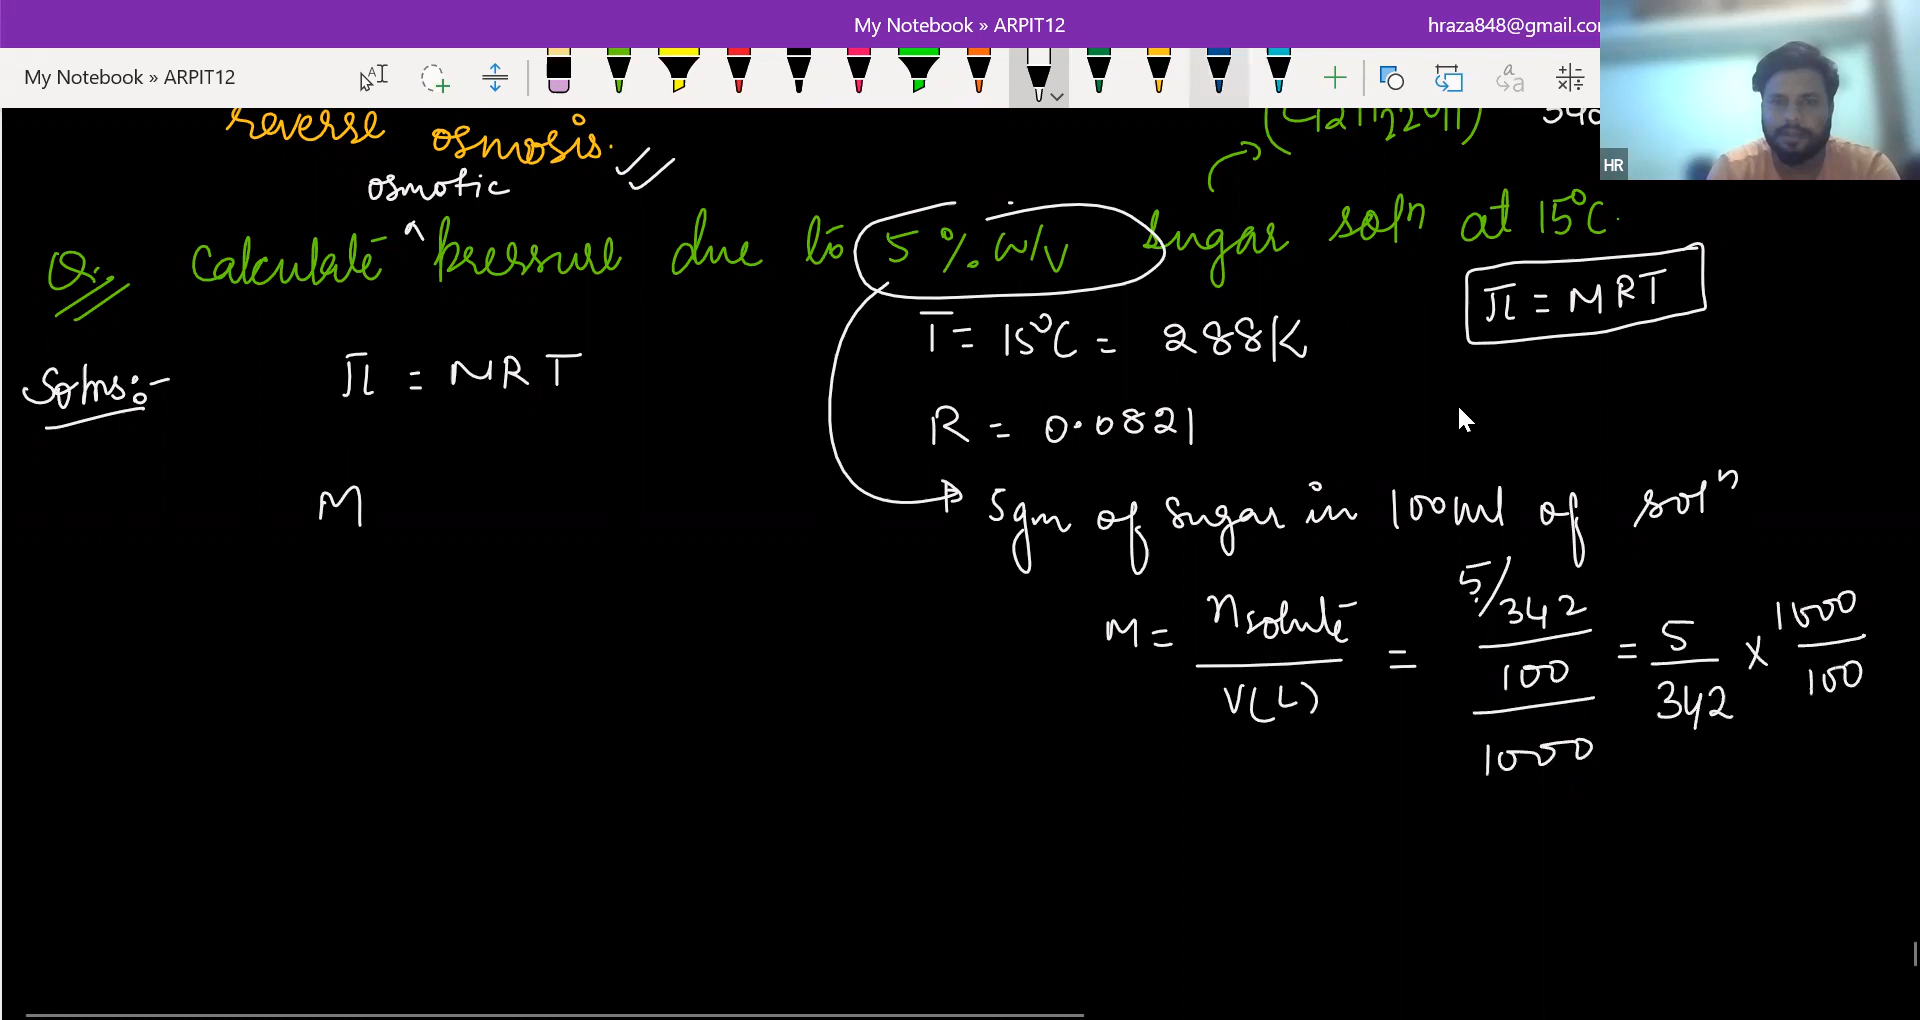 My Notebook » ARPIT12
hraza848@gmail.co
My Notebook » ARPIT12
HR
reverse osmosis.
osmotic
Q:, Calculate ^ pressure due to 5 %. W/V sugar solⁿ at 15°C.
π = MRT
Solns:- π = MRT
T = 15°C = 288K
R = 0.0821
M
5gm of sugar in 100ml of solⁿ
M = nsolute / V(L) = 5/342 / 100 / 1000 = 5/342 × 1000/100